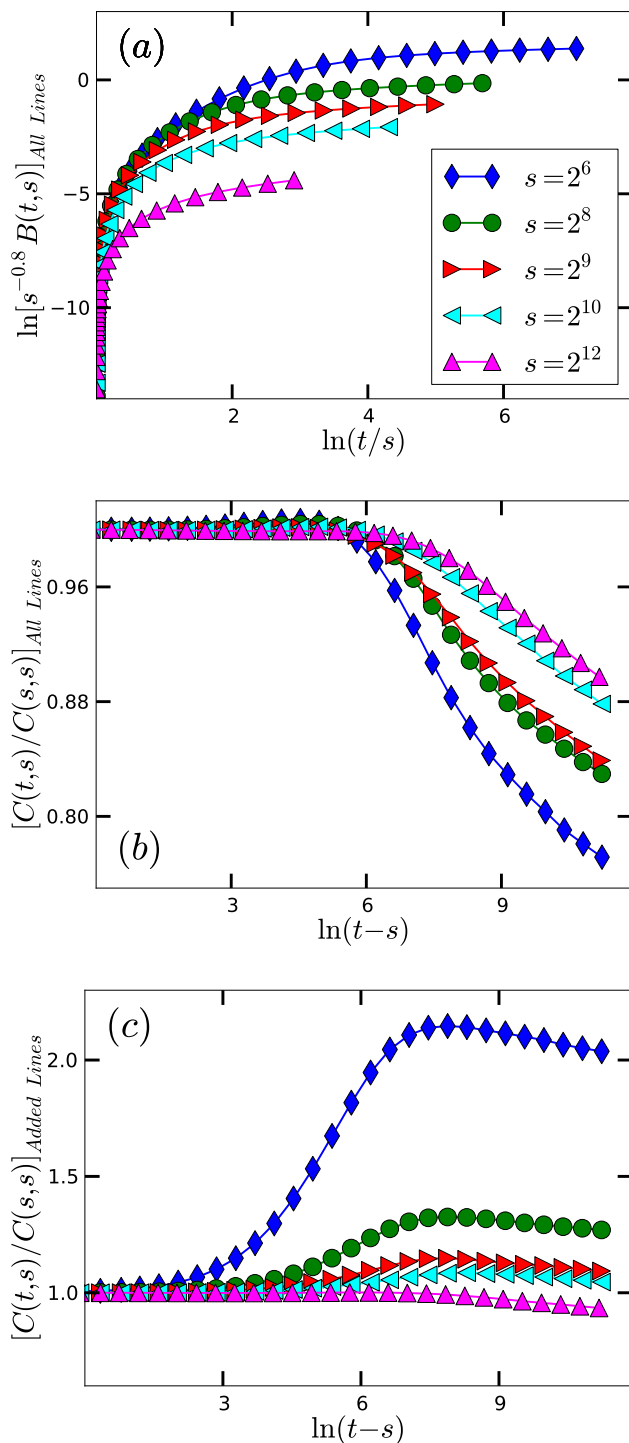 (a)
0
−5
−10
ln[s^{−0.8} B(t,s)]_{All Lines}
s=2^6
s=2^8
s=2^9
s=2^{10}
s=2^{12}
2 4 6
ln(t/s)
0.96
0.88
0.80
[C(t,s)/C(s,s)]_{All Lines}
(b)
3 6 9
ln(t−s)
(c)
2.0
1.5
1.0
[C(t,s)/C(s,s)]_{Added Lines}
3 6 9
ln(t−s)